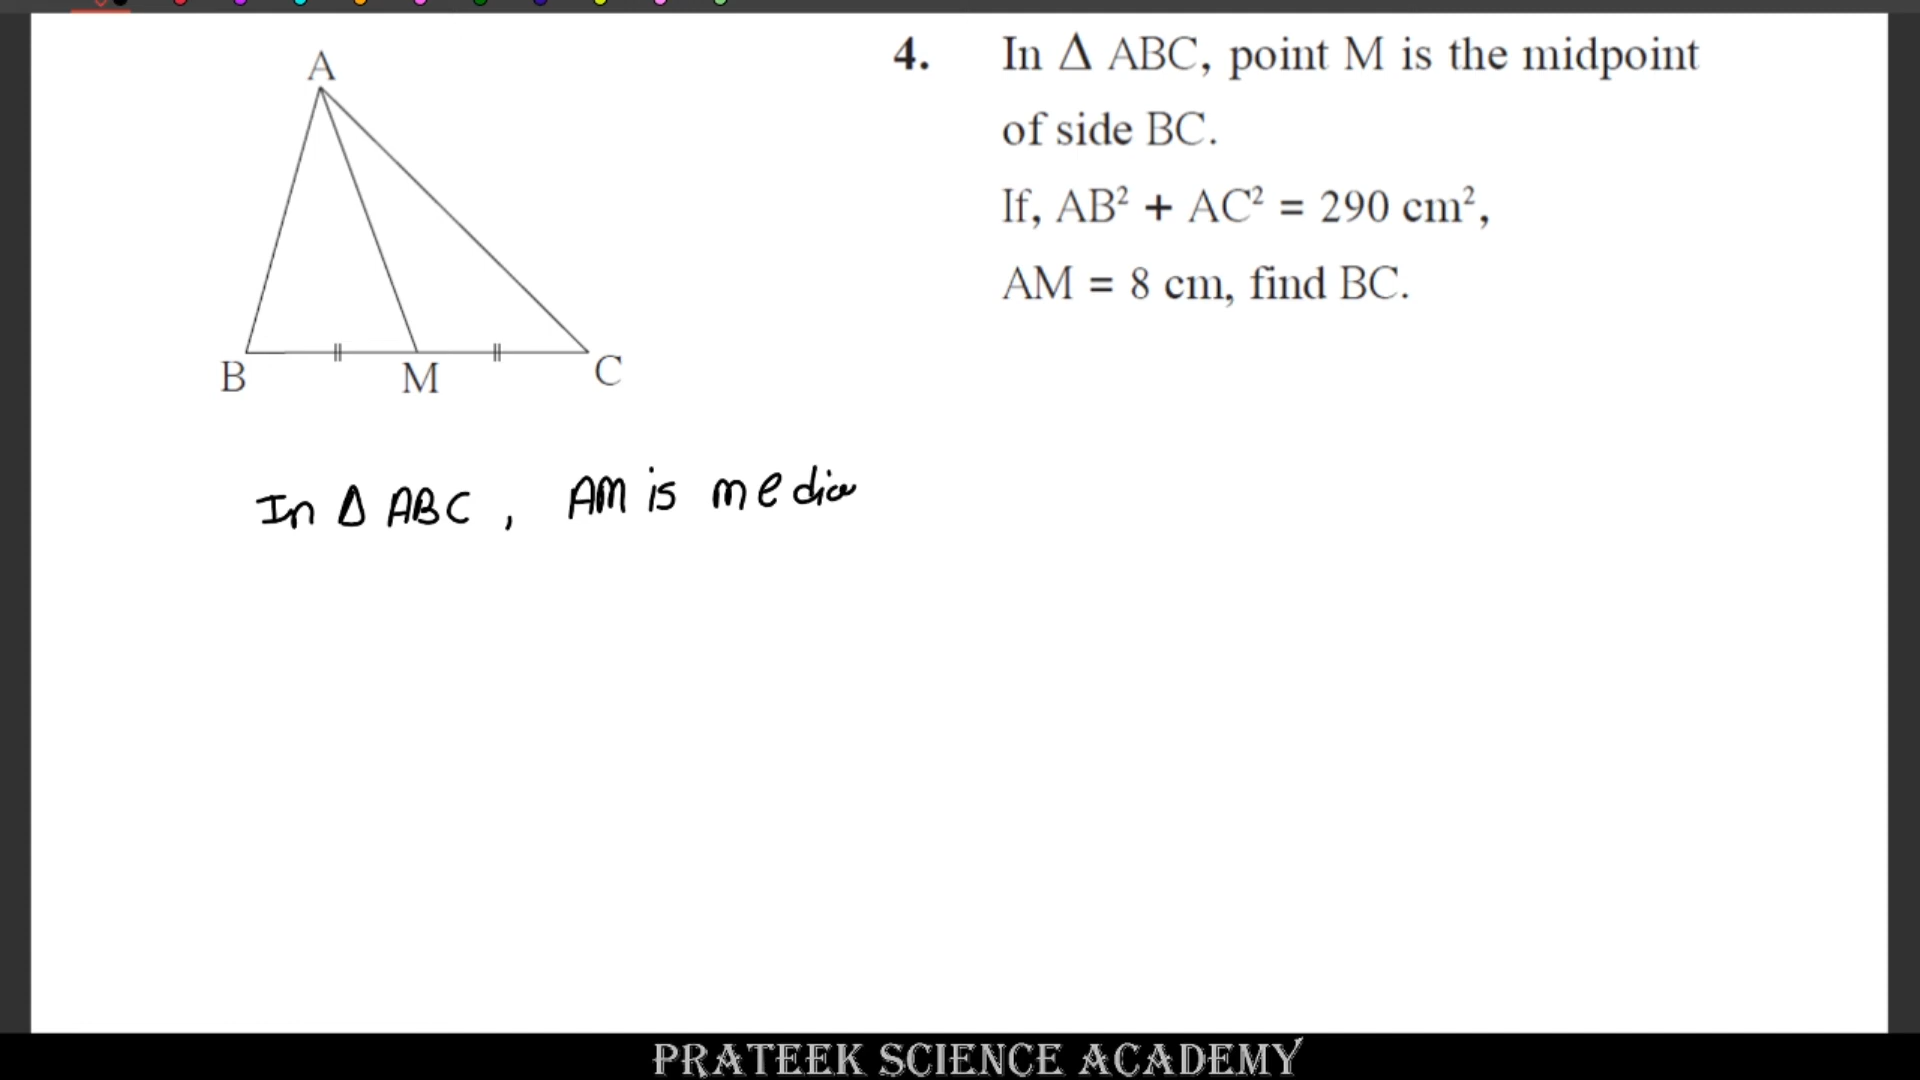 A
B
M
C
4. In Δ ABC, point M is the midpoint
of side BC.
If, AB² + AC² = 290 cm²,
AM = 8 cm, find BC.
In Δ ABC, AM is media
PRATEEK SCIENCE ACADEMY